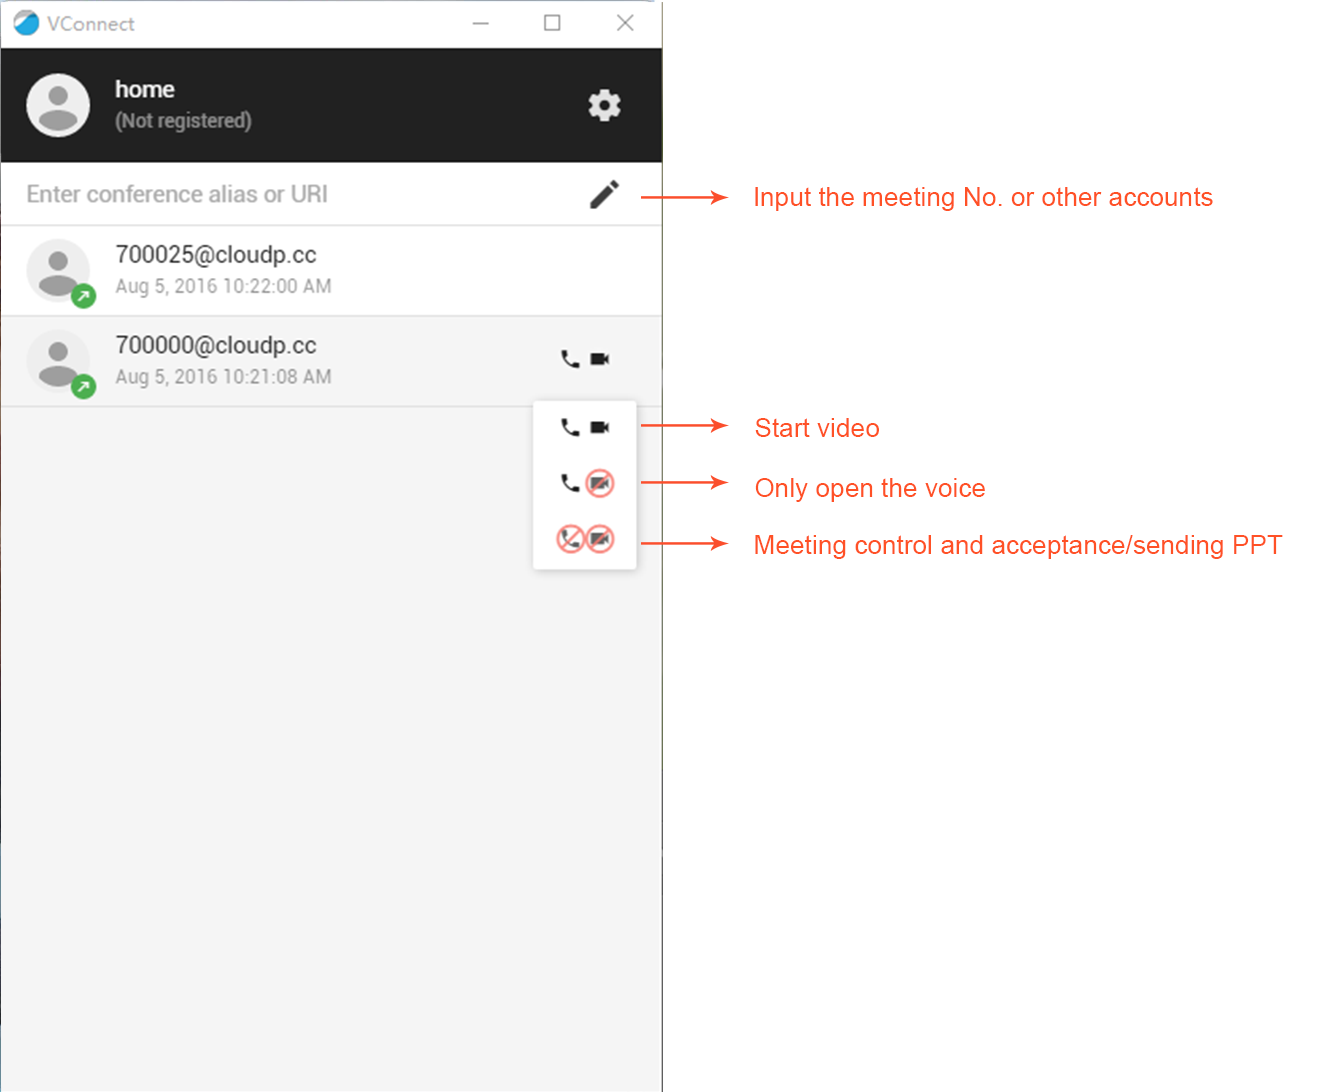 VConnect
home
(Not registered)
Enter conference alias or URI
Input the meeting No. or other accounts
700025@cloudp.cc
Aug 5, 2016 10:22:00 AM
700000@cloudp.cc
Aug 5, 2016 10:21:08 AM
Start video
Only open the voice
Meeting control and acceptance/sending PPT